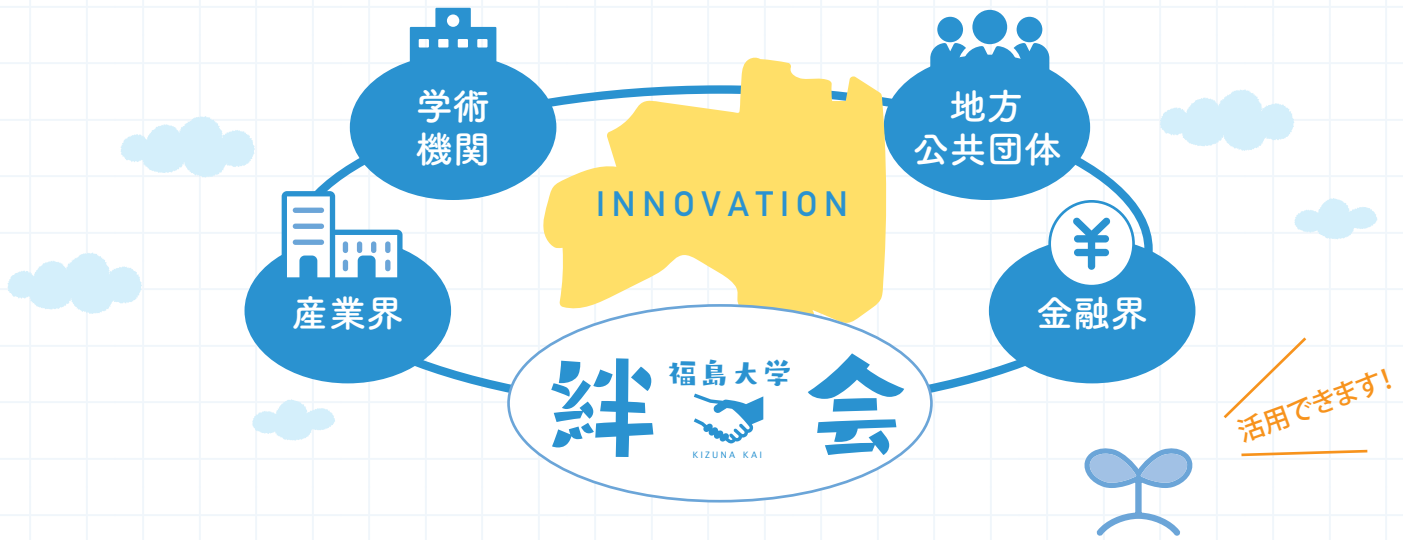 学術
機関
地方
公共団体
INNOVATION
産業界
¥
金融界
福島大学
絆 会
KIZUNA KAI
活用できます!